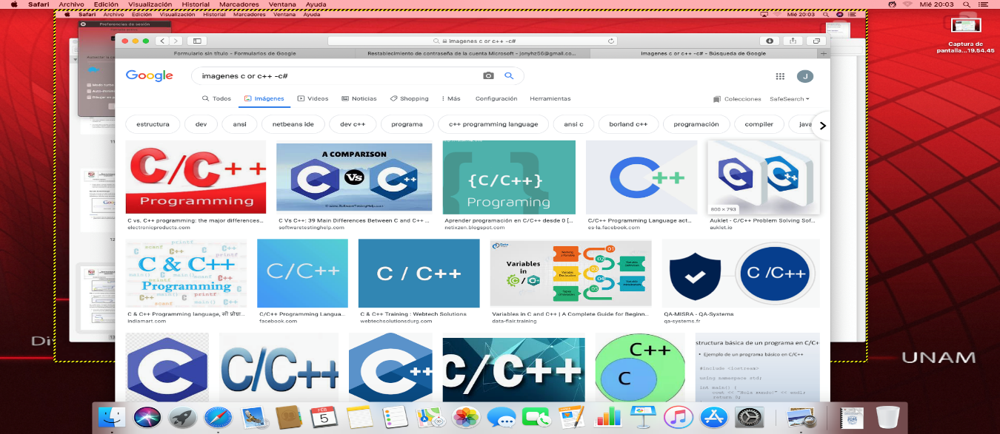 Safari Archivo Edición Visualización Historial Marcadores Ventana Ayuda
Mié 20:03
Safari Archivo Edición Visualización Historial Marcadores Ventana Ayuda
Mié 20:03
Preferencias de sesión
imagenes c or c++ -c#
Captura de
pantalla...19.54.45
Formulario sin título - Formularios de Google
Restablecimiento de contraseña de la cuenta Microsoft - jonyhz56@gmail.co...
Imagenes c or c++ -c# - Búsqueda de Google
Google
imagenes c or c++ -c#
J
Todos Imágenes Videos Noticias Shopping Más Configuración Herramientas
Colecciones SafeSearch
estructura dev ansi netbeans ide dev c++ programa c++ programming language ansi c borland c++ programación compiler java
C/C++
Programming
A COMPARISON
C Vs C++
© www.SoftwareTestingHelp.com
{C/C++}
Programing
C++
C C++
800 × 793
C vs. C++ programming: the major differences...
electronicproducts.com
C Vs C++: 39 Main Differences Between C and C++ ...
softwaretestinghelp.com
Aprender programación en C/C++ desde 0 [...
netixzen.blogspot.com
C/C++ Programming Language act...
es-la.facebook.com
Auklet - C/C++ Problem Solving Sof...
auklet.io
C & C++
Programming
C/C++
C / C++
Variables
in
C / C++
01
02
03
04
05
C /C++
C & C++ Programming language, सी प्रोग्रा...
indiamart.com
C/C++ Programming Langua...
facebook.com
C & C++ Training : Webtech Solutions
webtechsolutionsdurg.com
Variables in C and C++ | A Complete Guide for Beginn...
data-flair.training
QA-MISRA - QA-Systems
qa-systems.fr
C
C/C++
C++
C/C++
C++
C
structura básica de un programa en C/C+
• Ejemplo de un programa básico en C/C++
#include <iostream>
using namespace std;
int main() {
cout << "Hola mundo!" << endl;
return 0;
Di
UNAM
FEB
5